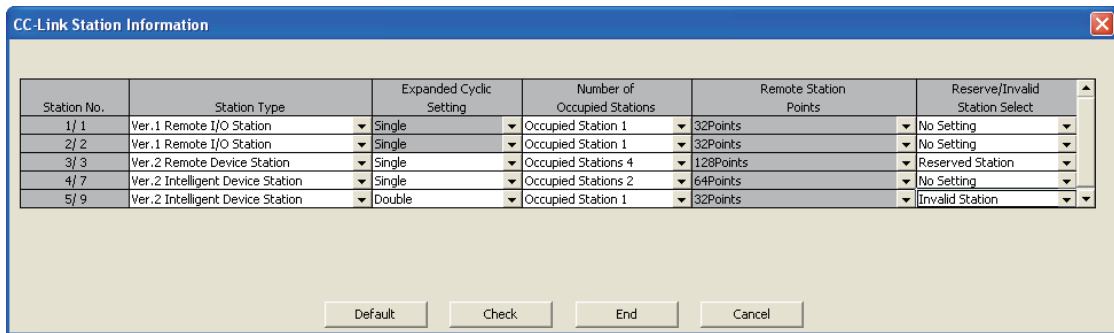 CC-Link Station Information
Station No. Station Type Expanded Cyclic Setting Number of Occupied Stations Remote Station Points Reserve/Invalid Station Select
1/ 1 Ver.1 Remote I/O Station Single Occupied Station 1 32Points No Setting
2/ 2 Ver.1 Remote I/O Station Single Occupied Station 1 32Points No Setting
3/ 3 Ver.2 Remote Device Station Single Occupied Stations 4 128Points Reserved Station
4/ 7 Ver.2 Intelligent Device Station Single Occupied Stations 2 64Points No Setting
5/ 9 Ver.2 Intelligent Device Station Double Occupied Station 1 32Points Invalid Station
Default Check End Cancel